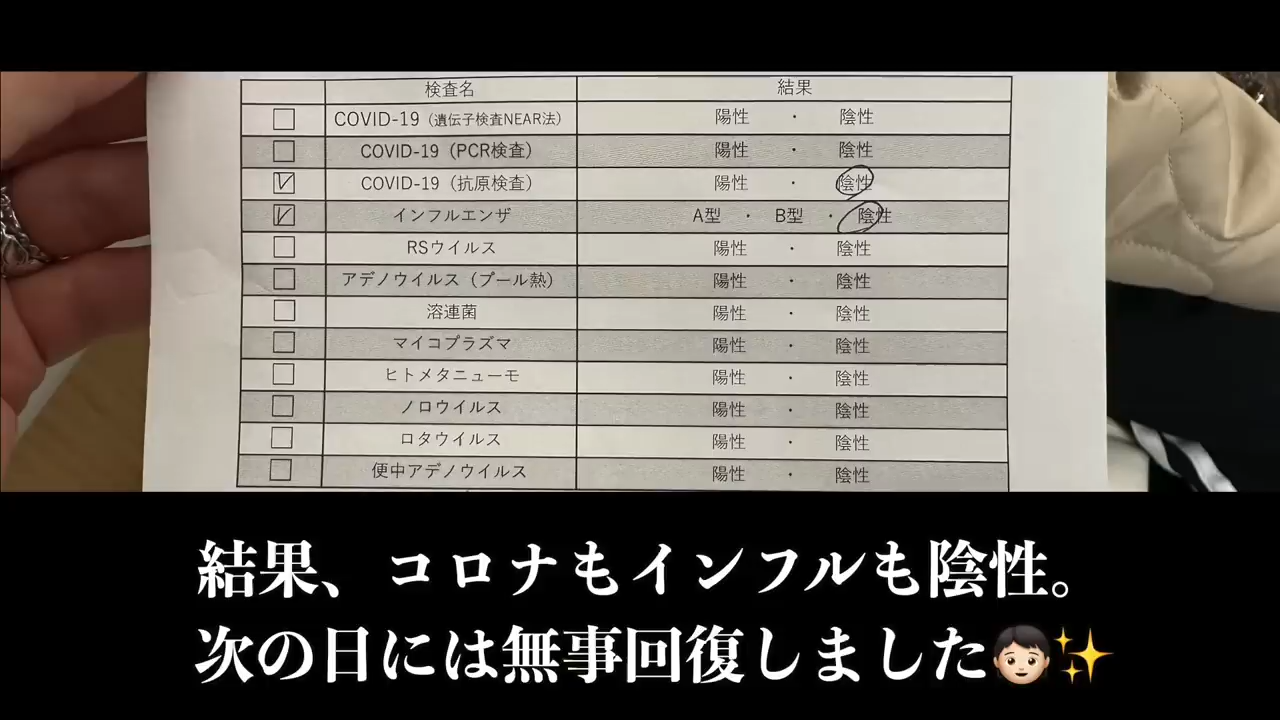 検査名 結果
COVID-19（遺伝子検査NEAR法） 陽性 ・ 陰性
COVID-19（PCR検査） 陽性 ・ 陰性
COVID-19（抗原検査） 陽性 ・ 陰性
インフルエンザ A型 ・ B型 ・ 陰性
RSウイルス 陽性 ・ 陰性
アデノウイルス（プール熱） 陽性 ・ 陰性
溶連菌 陽性 ・ 陰性
マイコプラズマ 陽性 ・ 陰性
ヒトメタニューモ 陽性 ・ 陰性
ノロウイルス 陽性 ・ 陰性
ロタウイルス 陽性 ・ 陰性
便中アデノウイルス 陽性 ・ 陰性
結果、コロナもインフルも陰性。
次の日には無事回復しました👦🏻✨